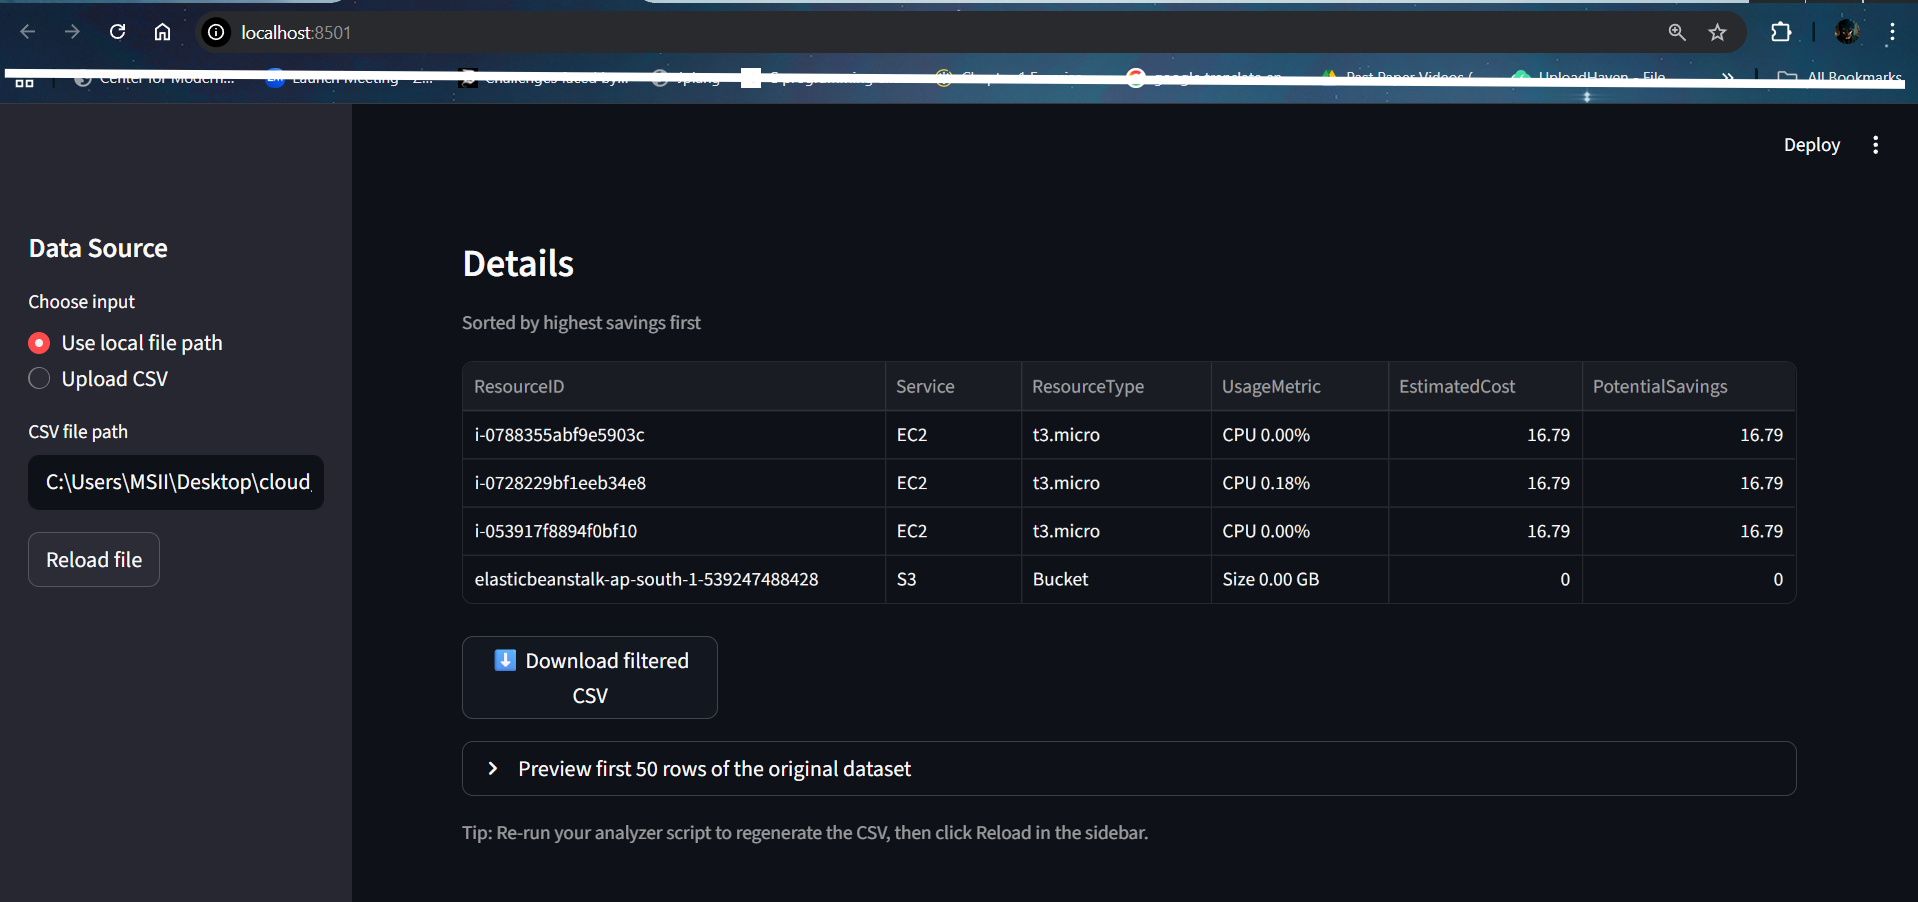 localhost:8501
All Bookmarks
Deploy
Data Source
Choose input
Use local file path
Upload CSV
CSV file path
C:\Users\MSII\Desktop\cloud_
Reload file
Details
Sorted by highest savings first
ResourceID Service ResourceType UsageMetric EstimatedCost PotentialSavings
i-0788355abf9e5903c EC2 t3.micro CPU 0.00% 16.79 16.79
i-0728229bf1eeb34e8 EC2 t3.micro CPU 0.18% 16.79 16.79
i-053917f8894f0bf10 EC2 t3.micro CPU 0.00% 16.79 16.79
elasticbeanstalk-ap-south-1-539247488428 S3 Bucket Size 0.00 GB 0 0
Download filtered
CSV
Preview first 50 rows of the original dataset
Tip: Re-run your analyzer script to regenerate the CSV, then click Reload in the sidebar.